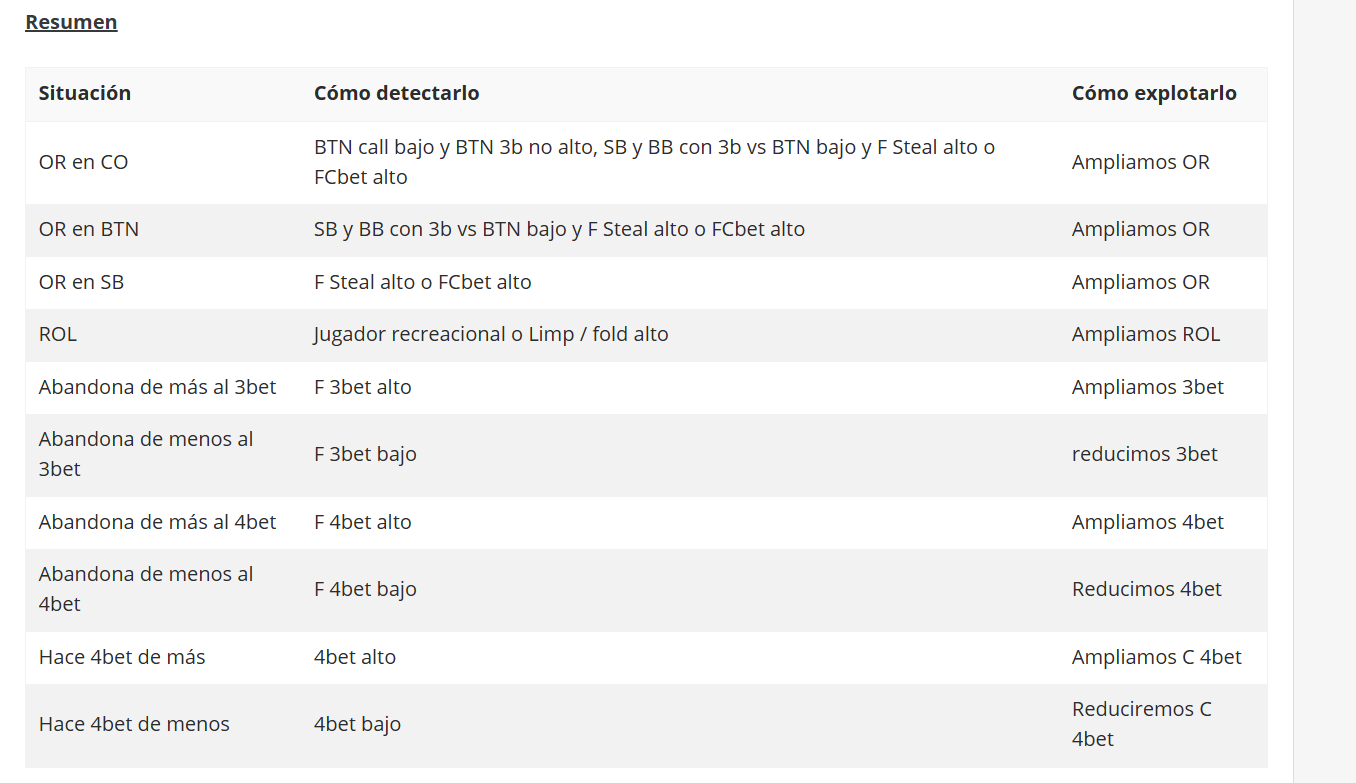 Resumen
Situación Cómo detectarlo Cómo explotarlo
OR en CO BTN call bajo y BTN 3b no alto, SB y BB con 3b vs BTN bajo y F Steal alto o FCbet alto Ampliamos OR
OR en BTN SB y BB con 3b vs BTN bajo y F Steal alto o FCbet alto Ampliamos OR
OR en SB F Steal alto o FCbet alto Ampliamos OR
ROL Jugador recreacional o Limp / fold alto Ampliamos ROL
Abandona de más al 3bet F 3bet alto Ampliamos 3bet
Abandona de menos al 3bet F 3bet bajo reducimos 3bet
Abandona de más al 4bet F 4bet alto Ampliamos 4bet
Abandona de menos al 4bet F 4bet bajo Reducimos 4bet
Hace 4bet de más 4bet alto Ampliamos C 4bet
Hace 4bet de menos 4bet bajo Reduciremos C 4bet